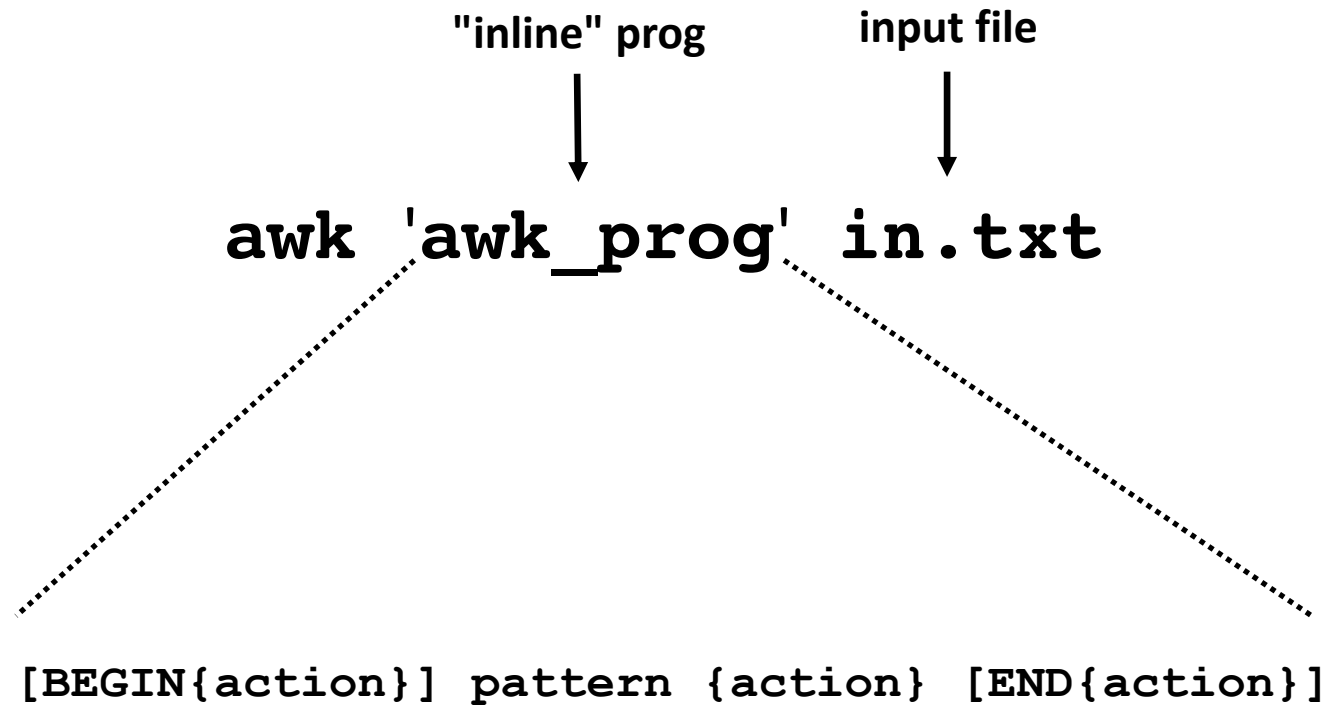 "inline" prog
input file
awk 'awk_prog' in.txt
[BEGIN{action}] pattern {action} [END{action}]